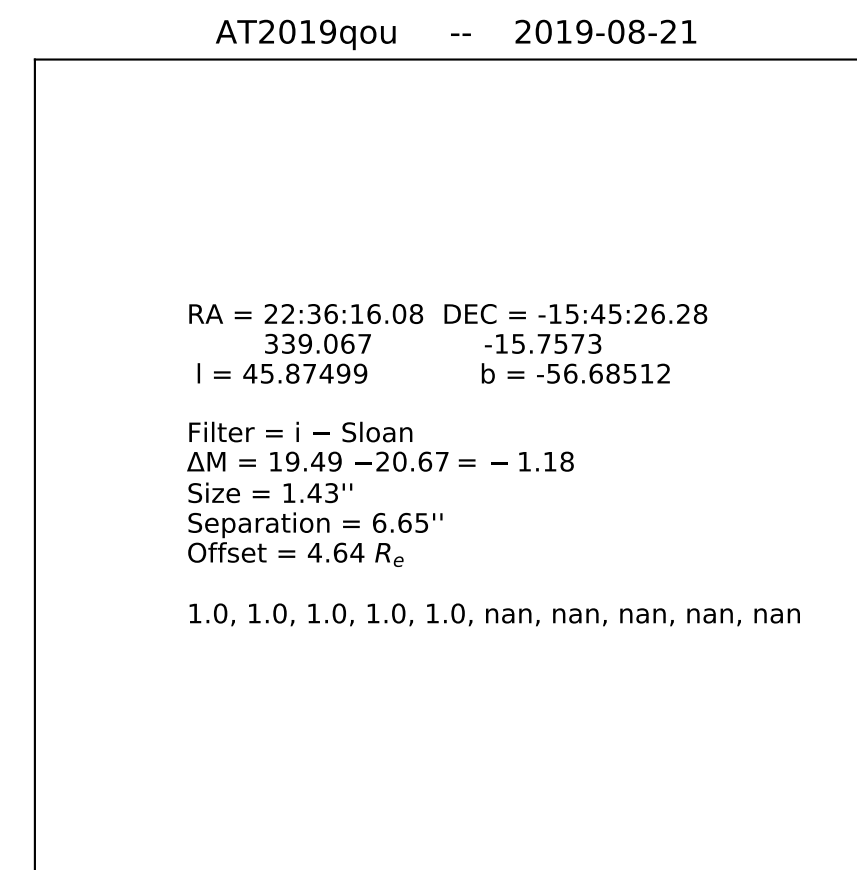 AT2019qou -- 2019-08-21
RA = 22:36:16.08 DEC = -15:45:26.28
339.067 -15.7573
l = 45.87499 b = -56.68512
Filter = i − Sloan
ΔM = 19.49 −20.67 = − 1.18
Size = 1.43''
Separation = 6.65''
Offset = 4.64 Rₑ
1.0, 1.0, 1.0, 1.0, 1.0, nan, nan, nan, nan, nan